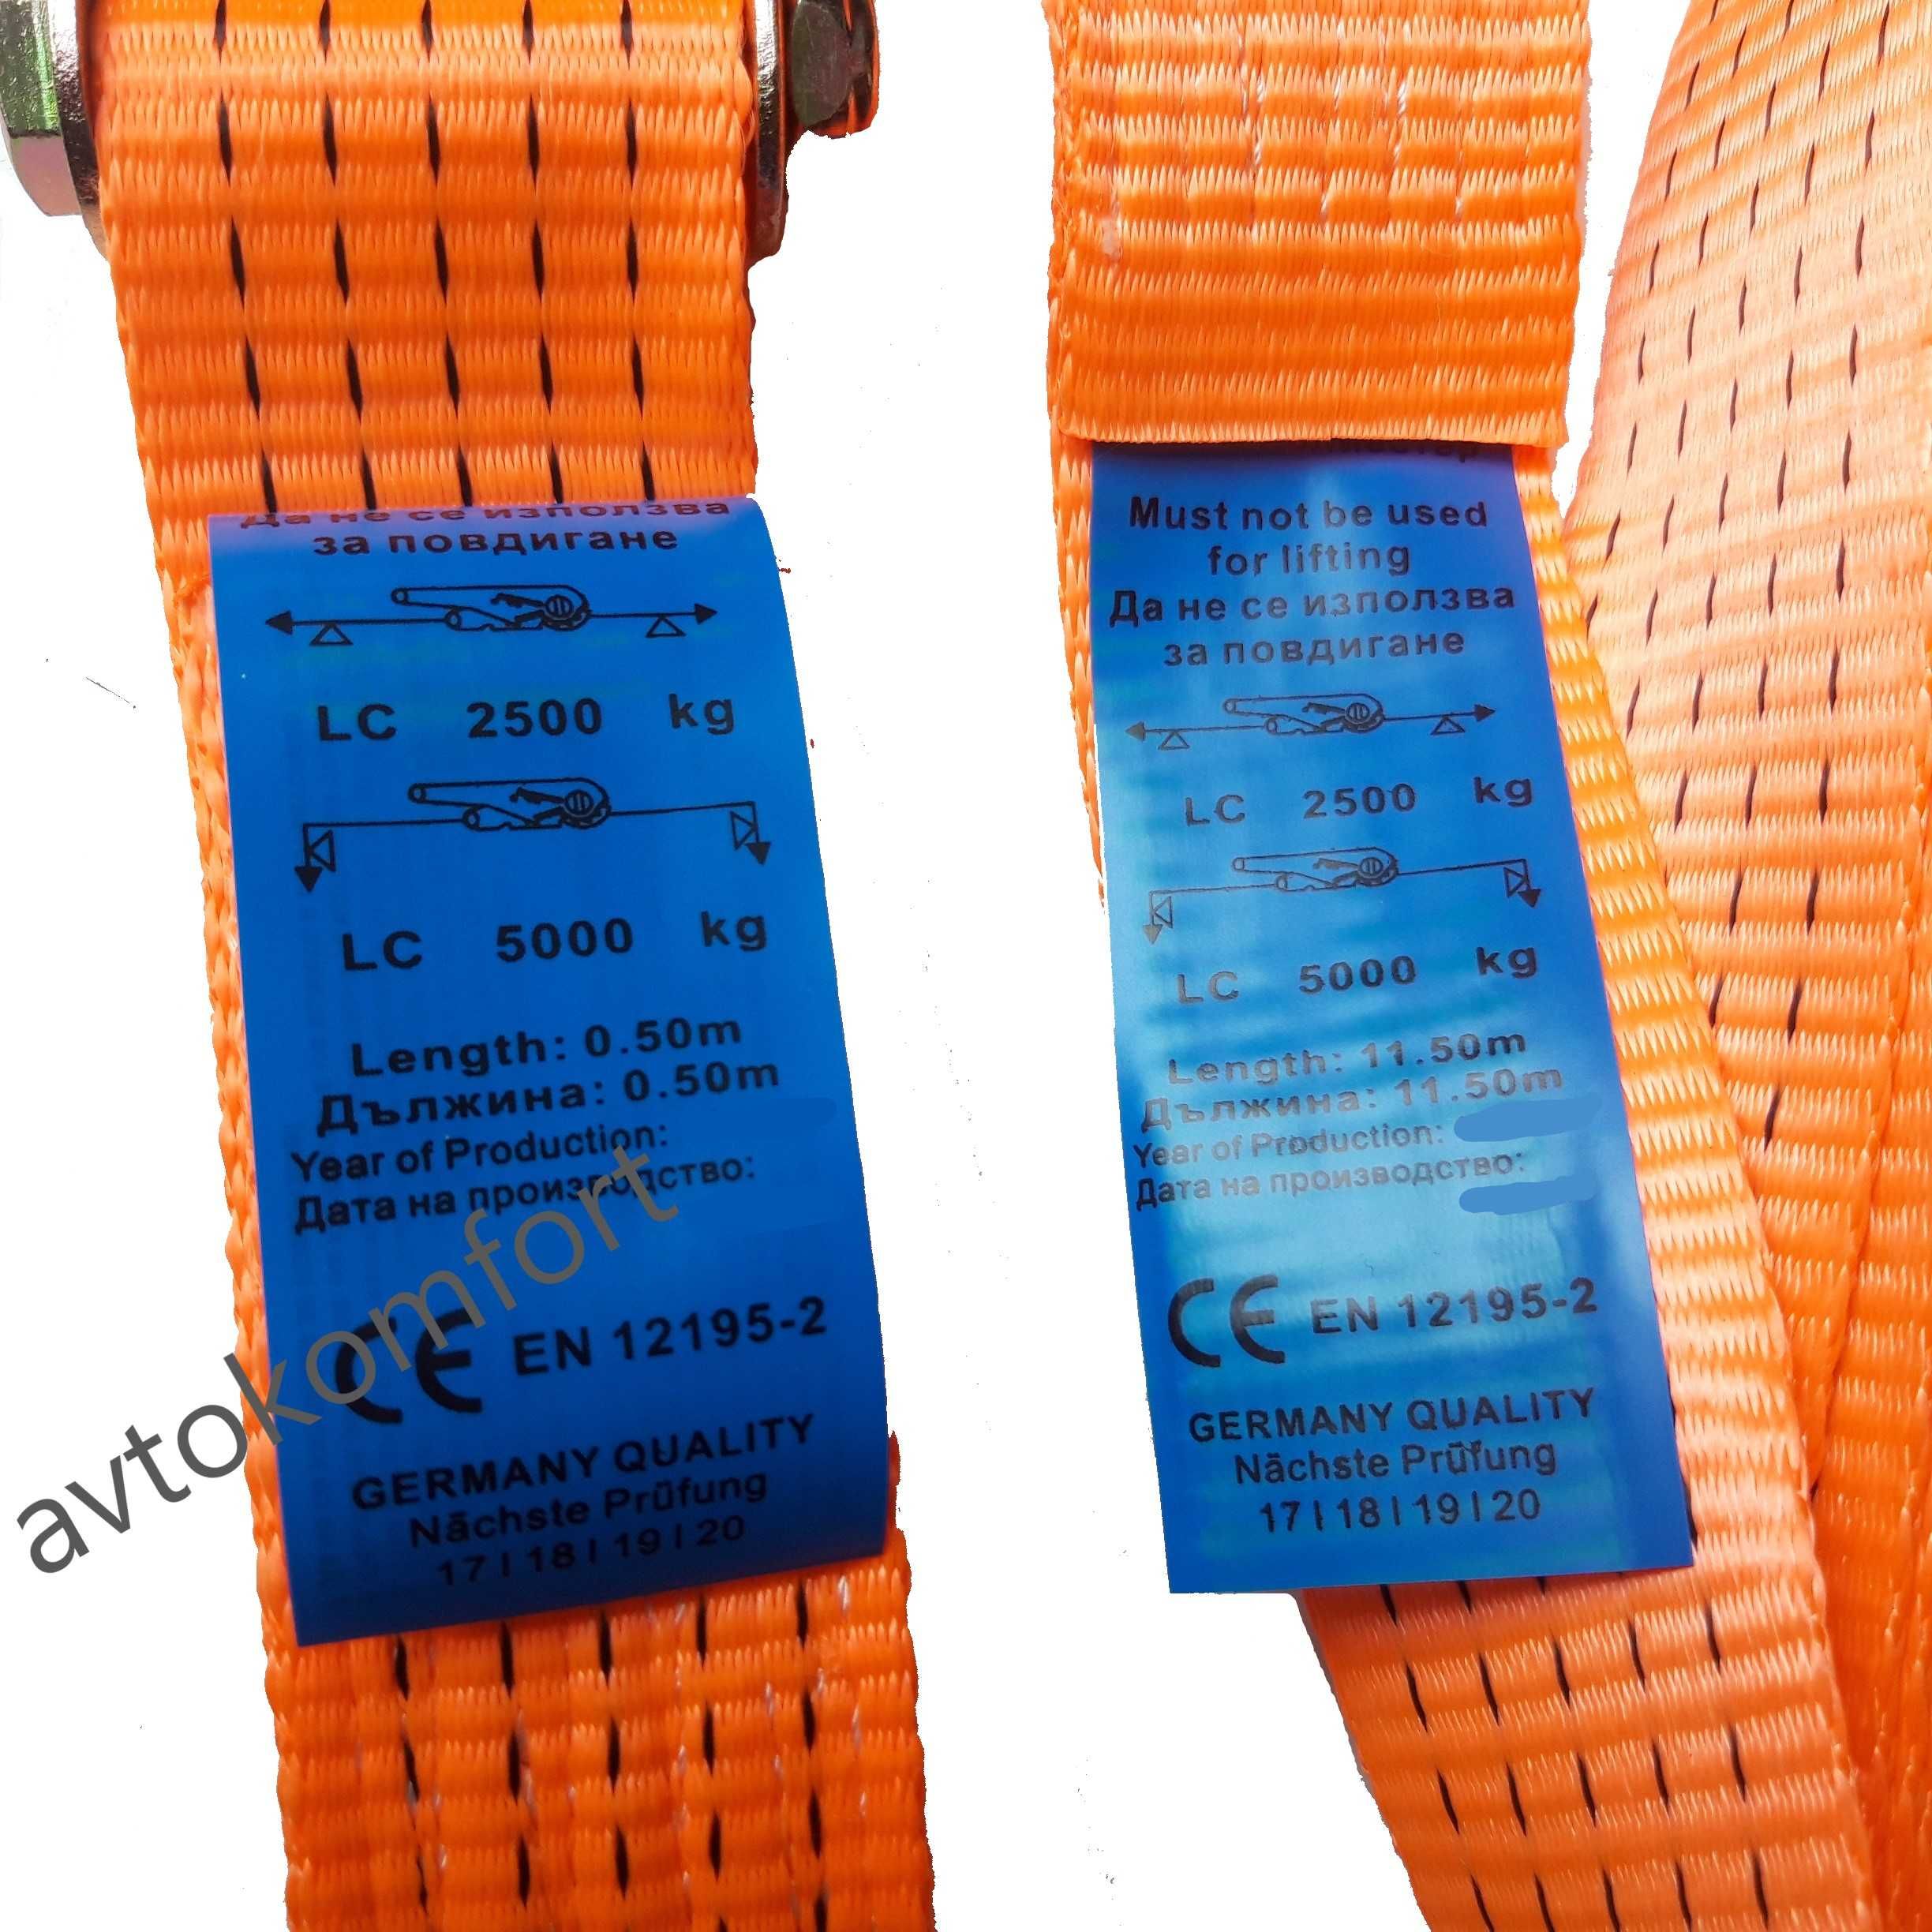 Да не се използва
за повдигане
LC 2500 kg
LC 5000 kg
Length: 0.50m
Дължина: 0.50m
Year of Production:
Дата на производство:
CE EN 12195-2
GERMANY QUALITY
Nächste Prüfung
17 | 18 | 19 | 20
Must not be used
for lifting
Да не се използва
за повдигане
LC 2500 kg
LC 5000 kg
Length: 11.50m
Дължина: 11.50m
Year of Production:
Дата на производство:
CE EN 12195-2
GERMANY QUALITY
Nächste Prüfung
17 | 18 | 19 | 20
avtokomfort